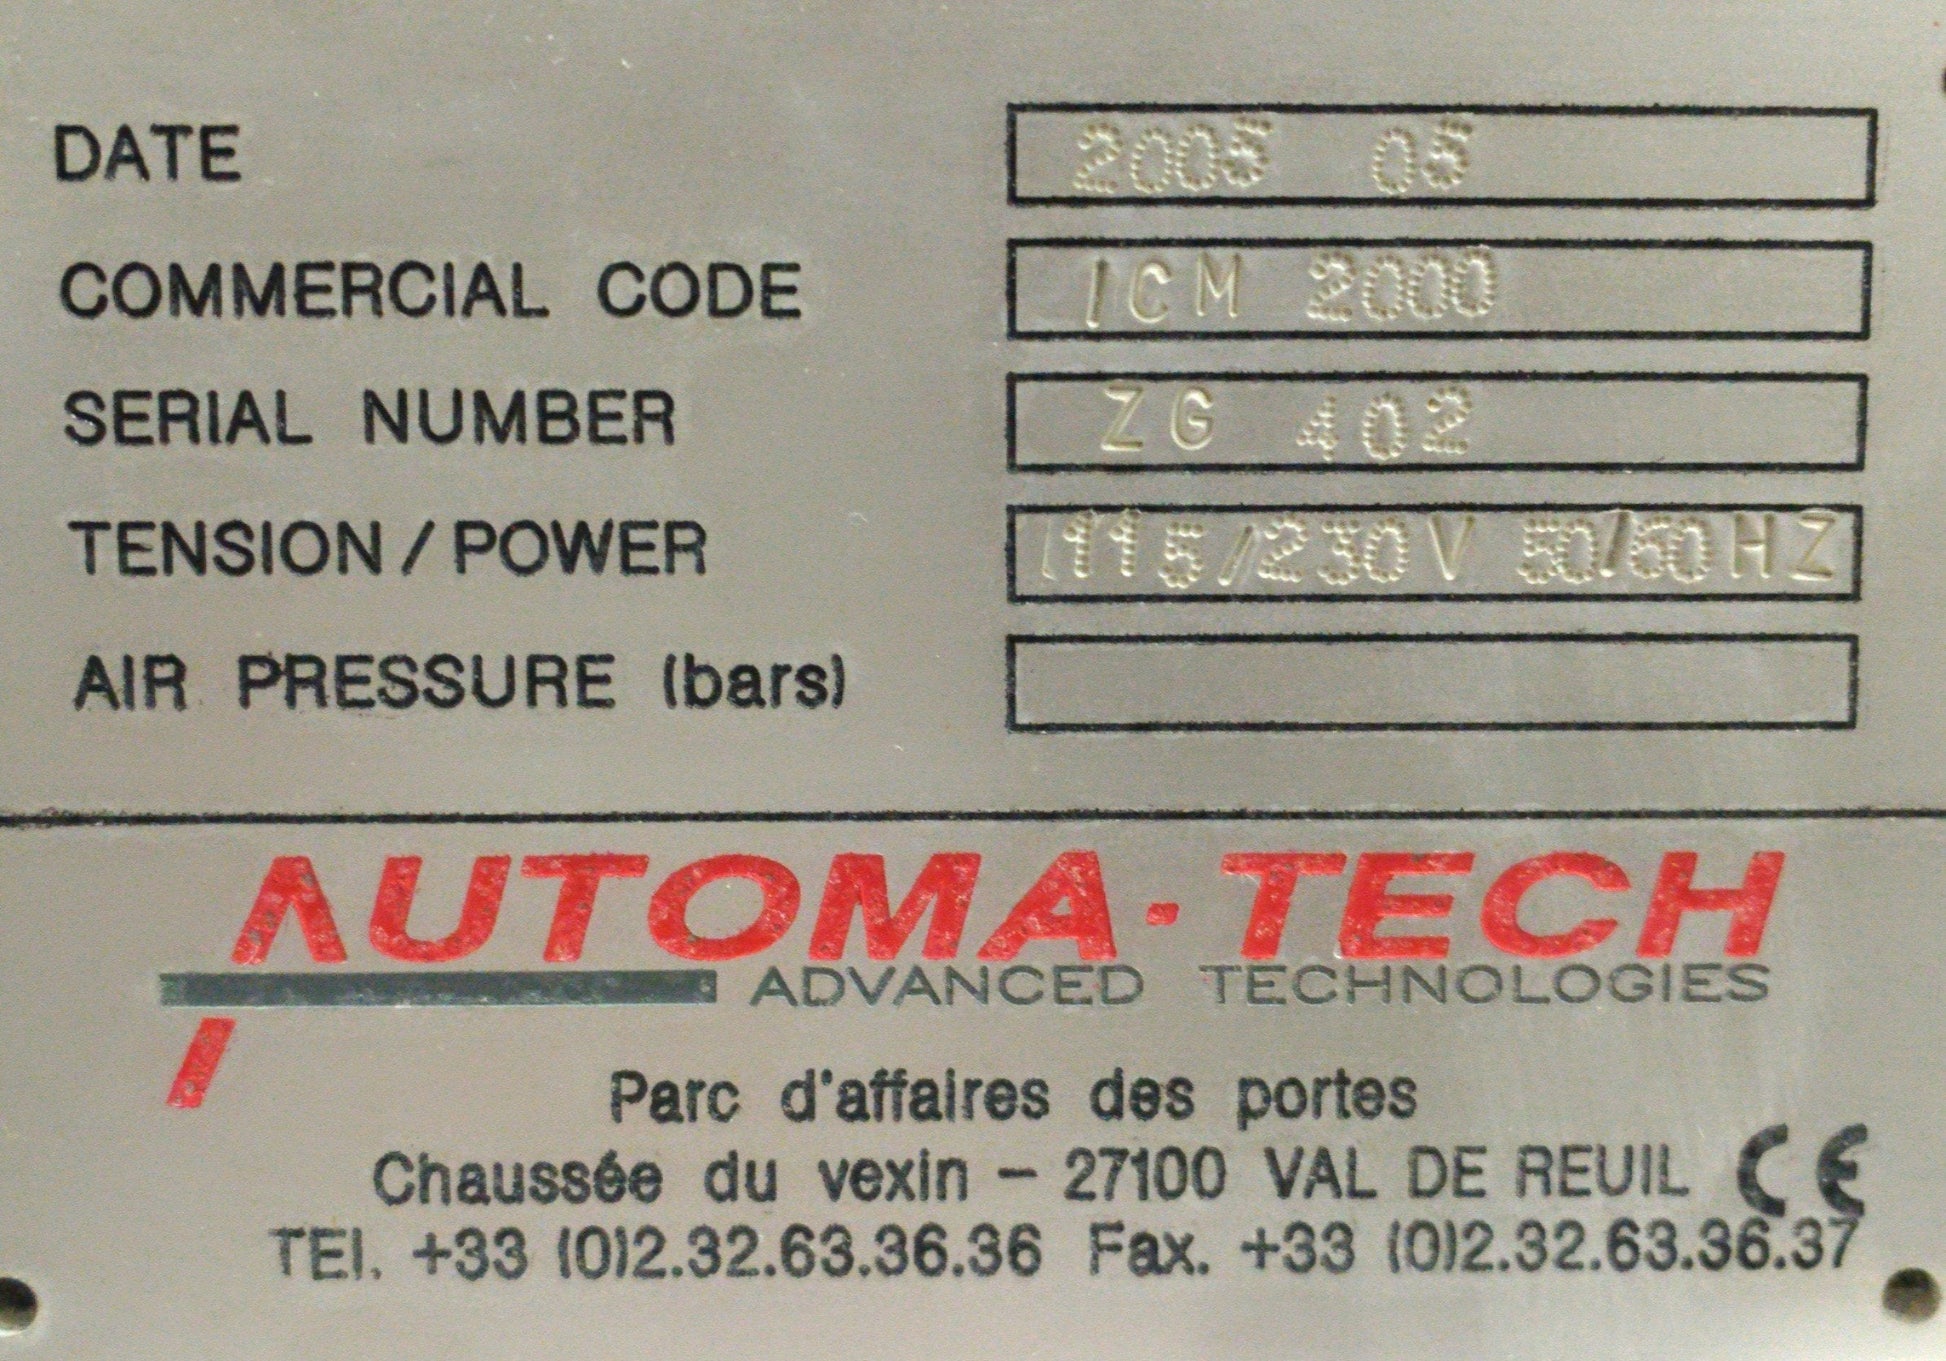 DATE 2005 05
COMMERCIAL CODE ICM 2000
SERIAL NUMBER ZG 402
TENSION / POWER 115/230V 50/60HZ
AIR PRESSURE (bars)
AUTOMA-TECH
ADVANCED TECHNOLOGIES
Parc d'affaires des portes
Chaussée du vexin – 27100 VAL DE REUIL CE
TEl. +33 (0)2.32.63.36.36 Fax. +33 (0)2.32.63.36.37